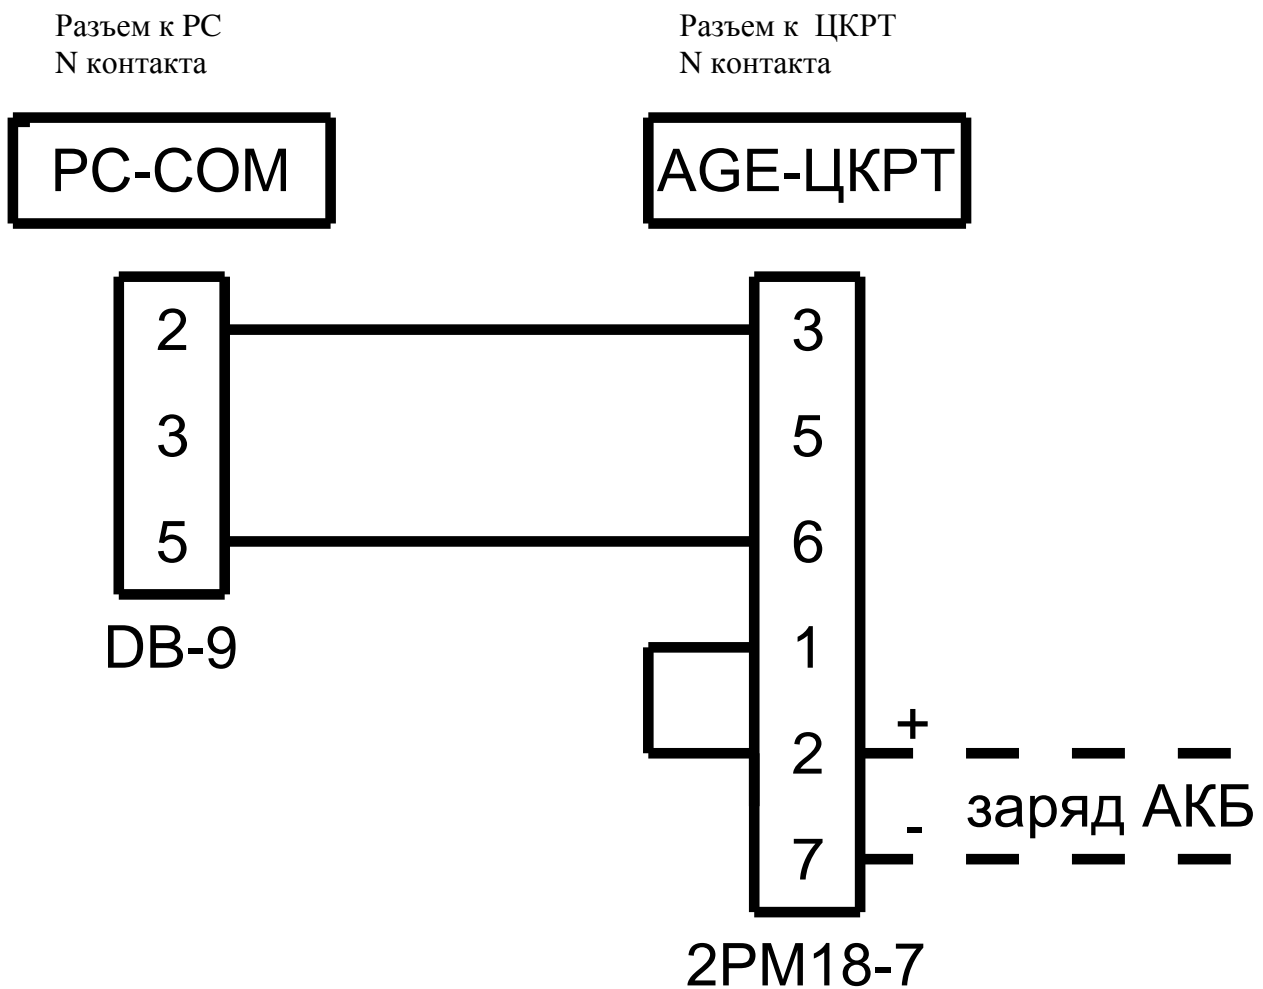 Разъем к PC
N контакта
Разъем к ЦКРТ
N контакта
PC-COM
AGE-ЦКРТ
2
3
5
DB-9
3
5
6
1
2
7
+
заряд АКБ
-
2РМ18-7